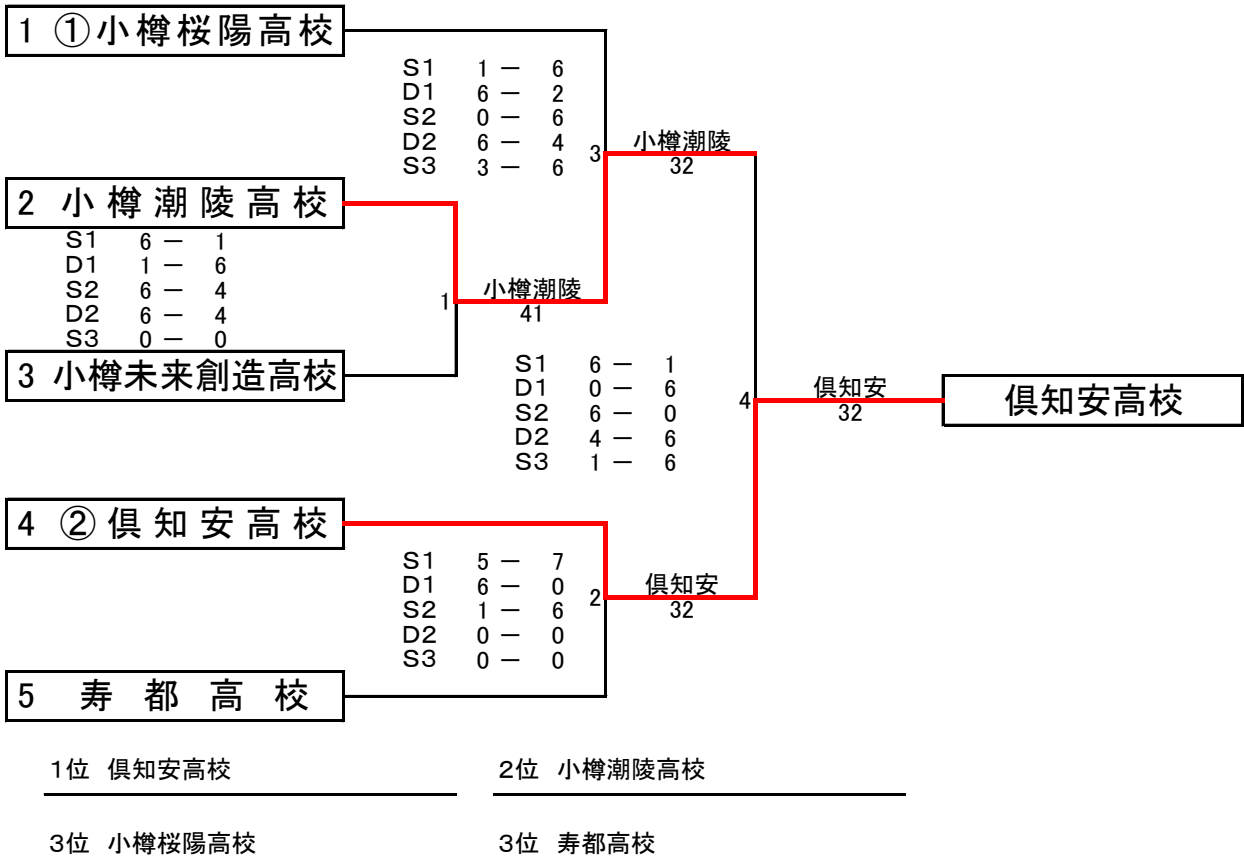 1 ①小樽桜陽高校
S1 1 － 6
D1 6 － 2
S2 0 － 6
D2 6 － 4
S3 3 － 6
3
小樽潮陵
32
2 小樽潮陵高校
S1 6 － 1
D1 1 － 6
S2 6 － 4
D2 6 － 4
S3 0 － 0
1
小樽潮陵
41
3 小樽未来創造高校
S1 6 － 1
D1 0 － 6
S2 6 － 0
D2 4 － 6
S3 1 － 6
4
倶知安
32
倶知安高校
4 ②倶知安高校
S1 5 － 7
D1 6 － 0
S2 1 － 6
D2 0 － 0
S3 0 － 0
2
倶知安
32
5 寿都高校
1位 倶知安高校
2位 小樽潮陵高校
3位 小樽桜陽高校
3位 寿都高校